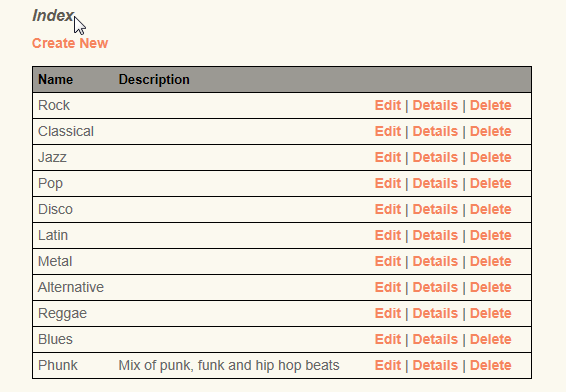 Index
Create New
Name Description
Rock Edit | Details | Delete
Classical Edit | Details | Delete
Jazz Edit | Details | Delete
Pop Edit | Details | Delete
Disco Edit | Details | Delete
Latin Edit | Details | Delete
Metal Edit | Details | Delete
Alternative Edit | Details | Delete
Reggae Edit | Details | Delete
Blues Edit | Details | Delete
Phunk Mix of punk, funk and hip hop beats Edit | Details | Delete